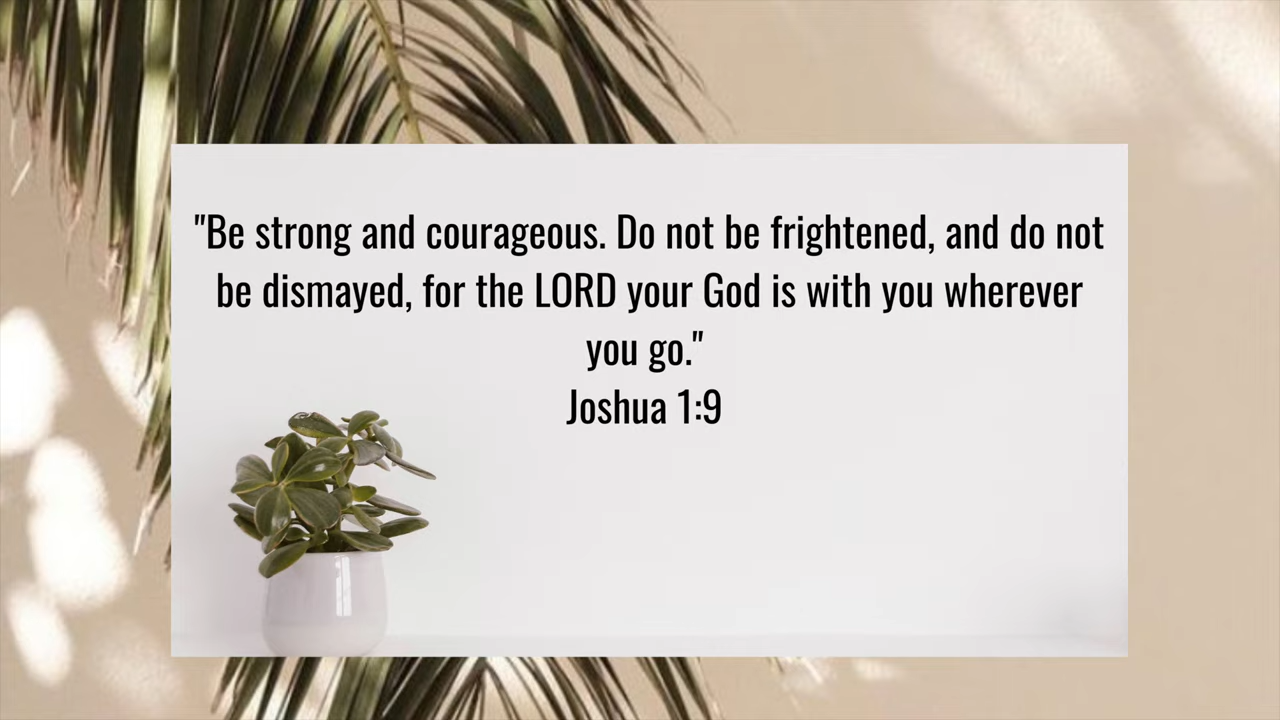 "Be strong and courageous. Do not be frightened, and do not
be dismayed, for the LORD your God is with you wherever
you go."
Joshua 1:9